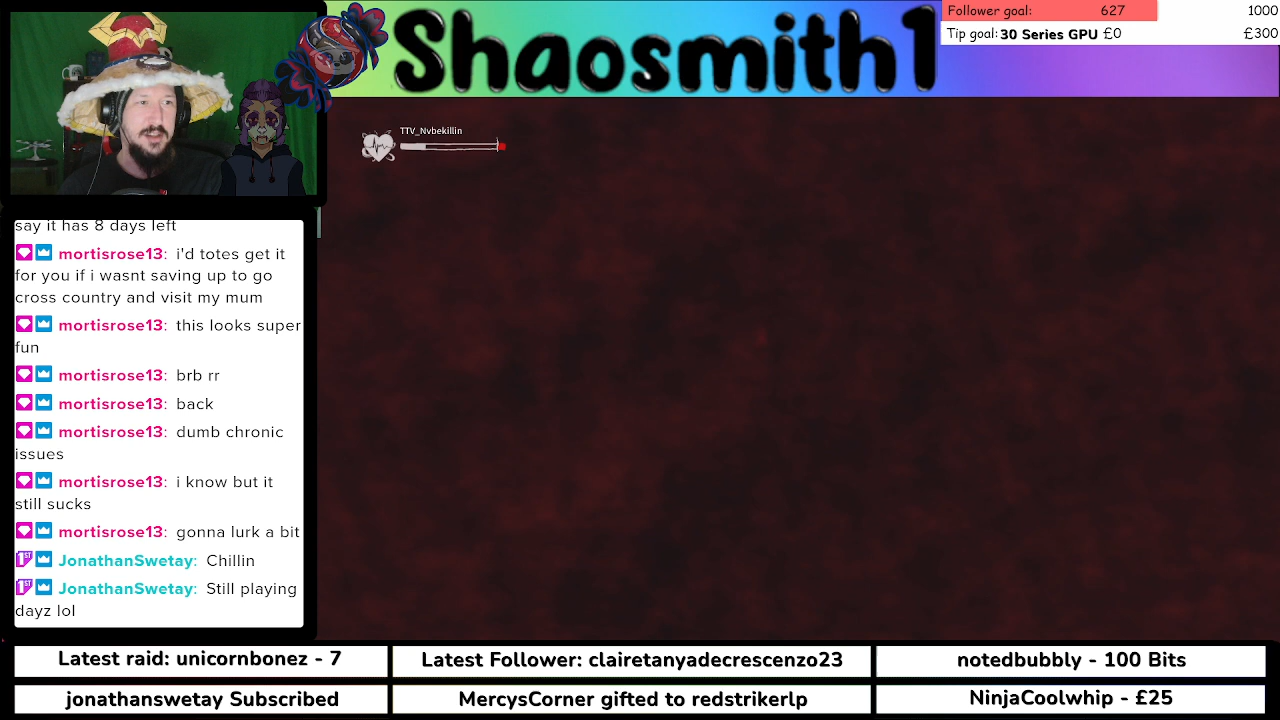 Shaosmith1
Follower goal: 627 1000
Tip goal: 30 Series GPU £0 £300
TTV_Nvbekillin
say it has 8 days left
mortisrose13: i'd totes get it
for you if i wasnt saving up to go
cross country and visit my mum
mortisrose13: this looks super
fun
mortisrose13: brb rr
mortisrose13: back
mortisrose13: dumb chronic
issues
mortisrose13: i know but it
still sucks
mortisrose13: gonna lurk a bit
1ST JonathanSwetay: Chillin
1ST JonathanSwetay: Still playing
dayz lol
Latest raid: unicornbonez - 7
Latest Follower: clairetanyadecrescenzo23
notedbubbly - 100 Bits
jonathanswetay Subscribed
MercysCorner gifted to redstrikerlp
NinjaCoolwhip - £25